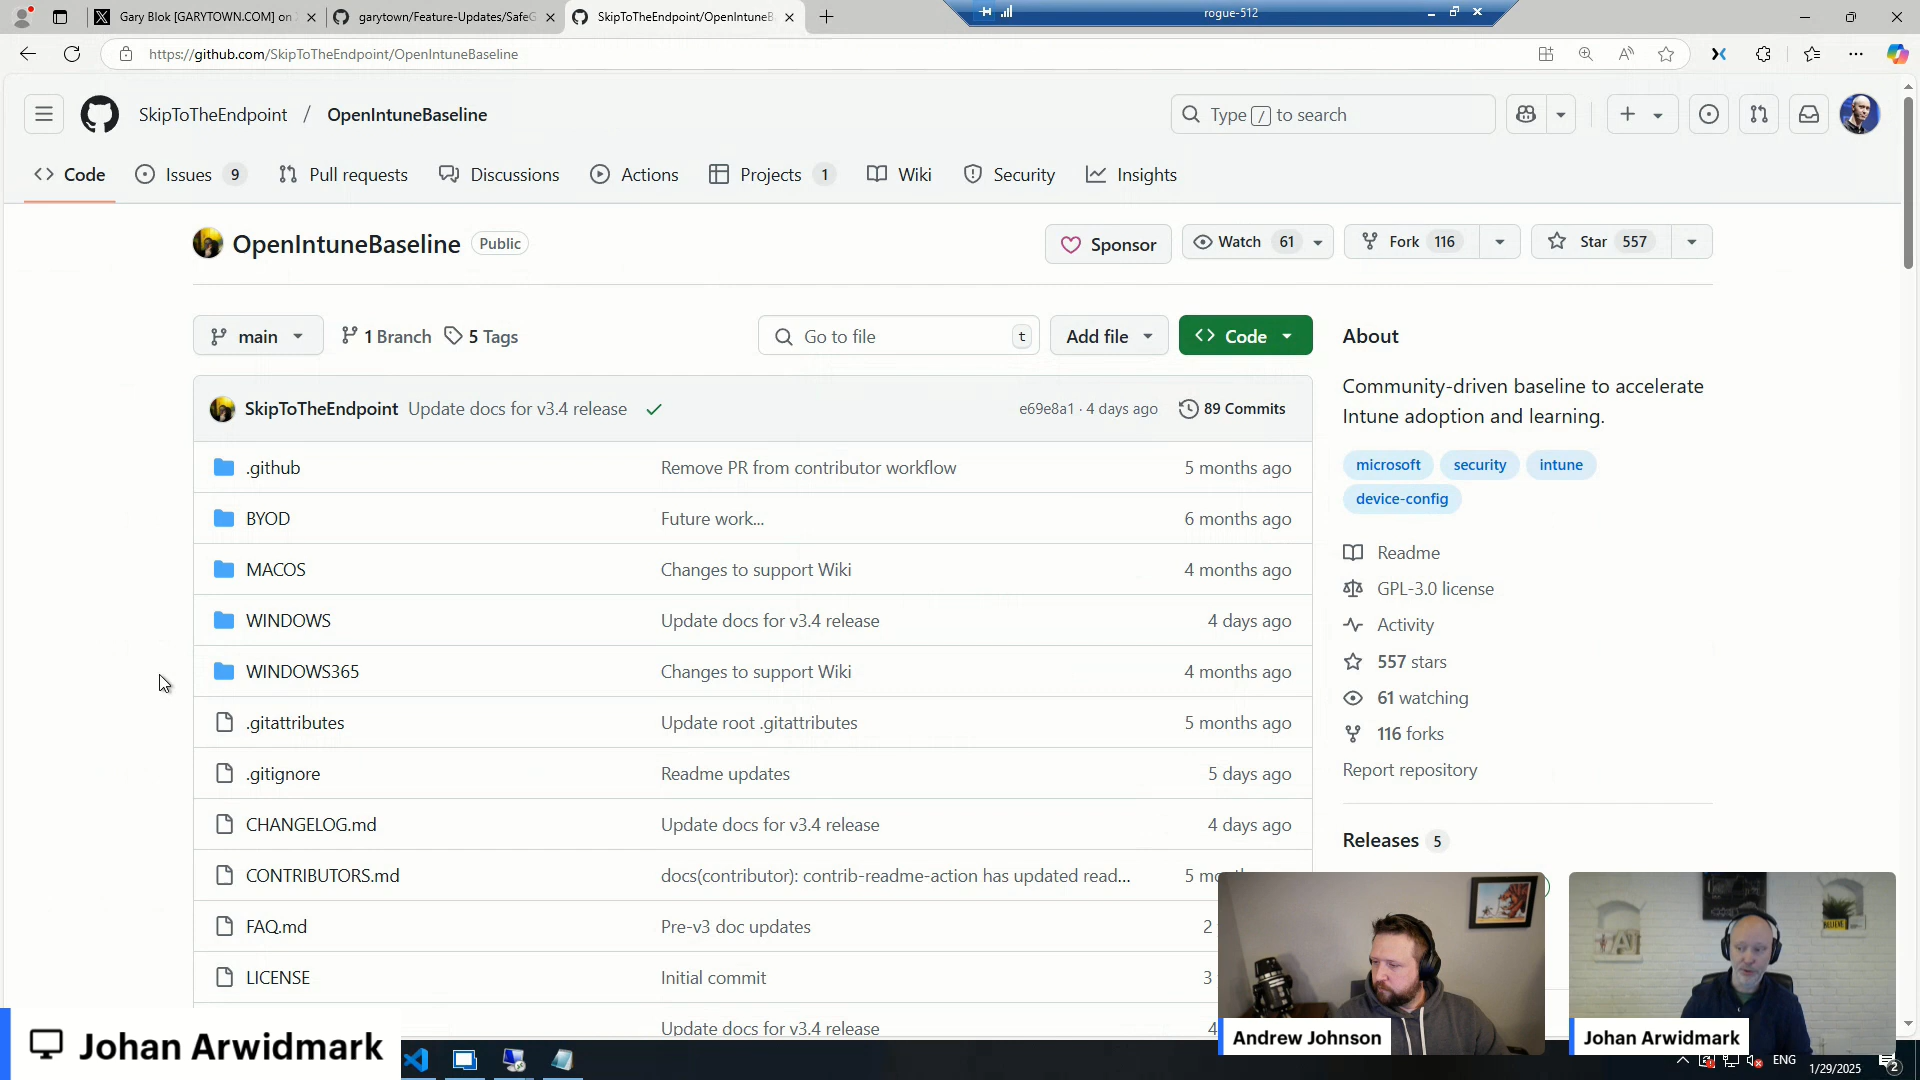 Gary Blok [GARYTOWN.COM] on
garytown/Feature-Updates/SafeG
SkipToTheEndpoint/OpenIntuneB
rogue-512
https://github.com/SkipToTheEndpoint/OpenIntuneBaseline
SkipToTheEndpoint / OpenIntuneBaseline
Type / to search
Code
Issues 9
Pull requests
Discussions
Actions
Projects 1
Wiki
Security
Insights
OpenIntuneBaseline Public
Sponsor
Watch 61
Fork 116
Star 557
main
1 Branch
5 Tags
Go to file t
Add file
Code
SkipToTheEndpoint Update docs for v3.4 release
e69e8a1 · 4 days ago
89 Commits
.github Remove PR from contributor workflow 5 months ago
BYOD Future work... 6 months ago
MACOS Changes to support Wiki 4 months ago
WINDOWS Update docs for v3.4 release 4 days ago
WINDOWS365 Changes to support Wiki 4 months ago
.gitattributes Update root .gitattributes 5 months ago
.gitignore Readme updates 5 days ago
CHANGELOG.md Update docs for v3.4 release 4 days ago
CONTRIBUTORS.md docs(contributor): contrib-readme-action has updated read... 5
FAQ.md Pre-v3 doc updates 2
LICENSE Initial commit 3
Update docs for v3.4 release 4
About
Community-driven baseline to accelerate
Intune adoption and learning.
microsoft security intune
device-config
Readme
GPL-3.0 license
Activity
557 stars
61 watching
116 forks
Report repository
Releases 5
Andrew Johnson
Johan Arwidmark
Johan Arwidmark
ENG
1/29/2025
2